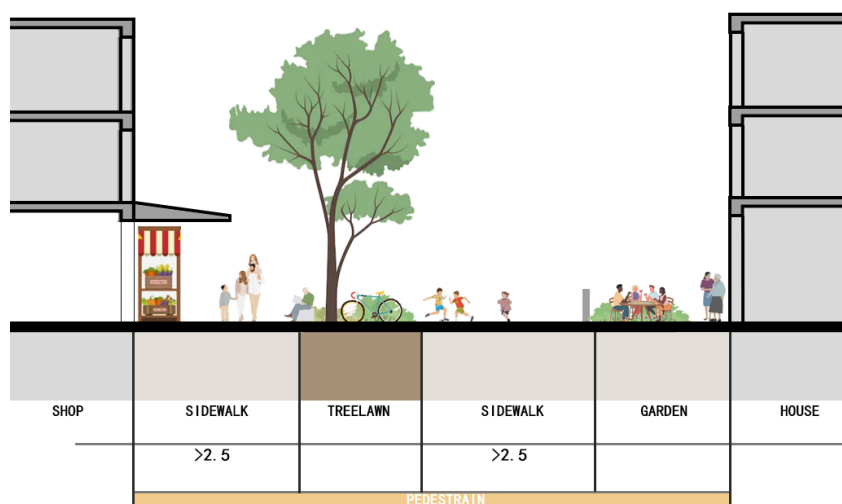 SHOP SIDEWALK TREELAWN SIDEWALK GARDEN HOUSE
>2.5 >2.5
PEDESTRAIN